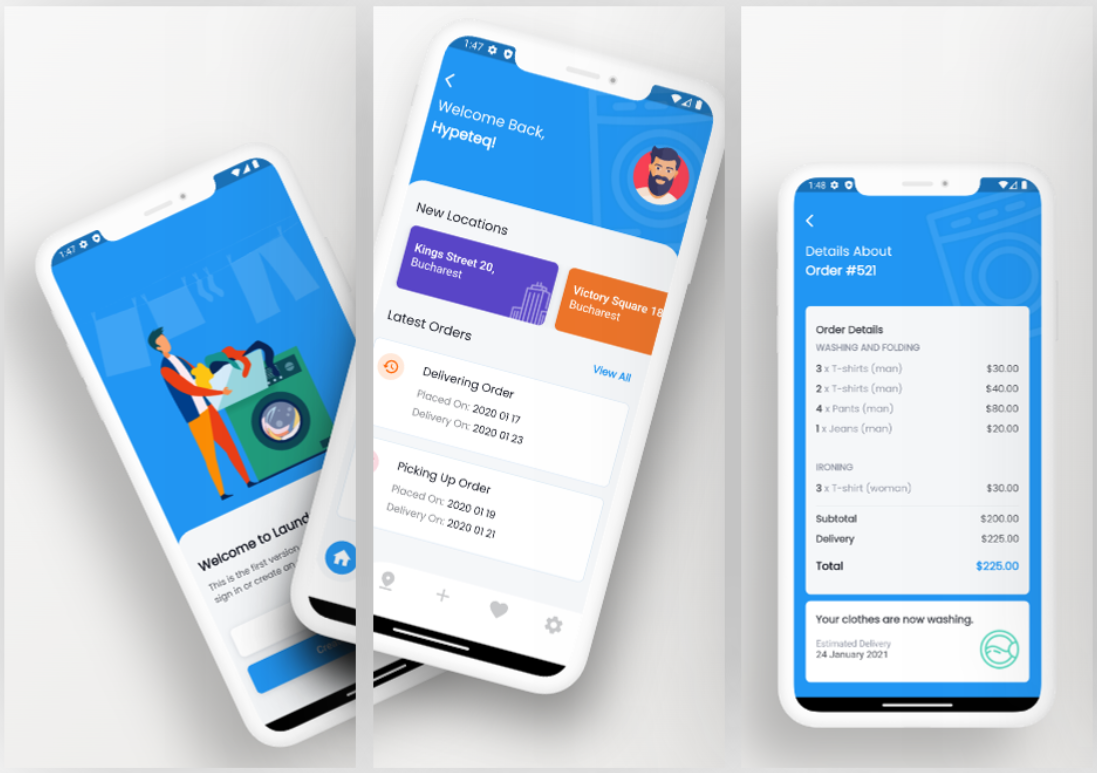 1:47
Welcome to Laund
This is the first version
sign in or create an
1:47
Welcome Back,
Hypeteq!
New Locations
Kings Street 20,
Bucharest
Victory Square 18
Bucharest
Latest Orders
View All
Delivering Order
Placed On: 2020 01 17
Delivery On: 2020 01 23
Picking Up Order
Placed On: 2020 01 19
Delivery On: 2020 01 21
1:48
Details About
Order #521
Order Details
WASHING AND FOLDING
3 x T-shirts (man) $30.00
2 x T-shirts (man) $40.00
4 x Pants (man) $80.00
1 x Jeans (man) $20.00
IRONING
3 x T-shirt (woman) $30.00
Subtotal $200.00
Delivery $225.00
Total $225.00
Your clothes are now washing.
Estimated Delivery
24 January 2021